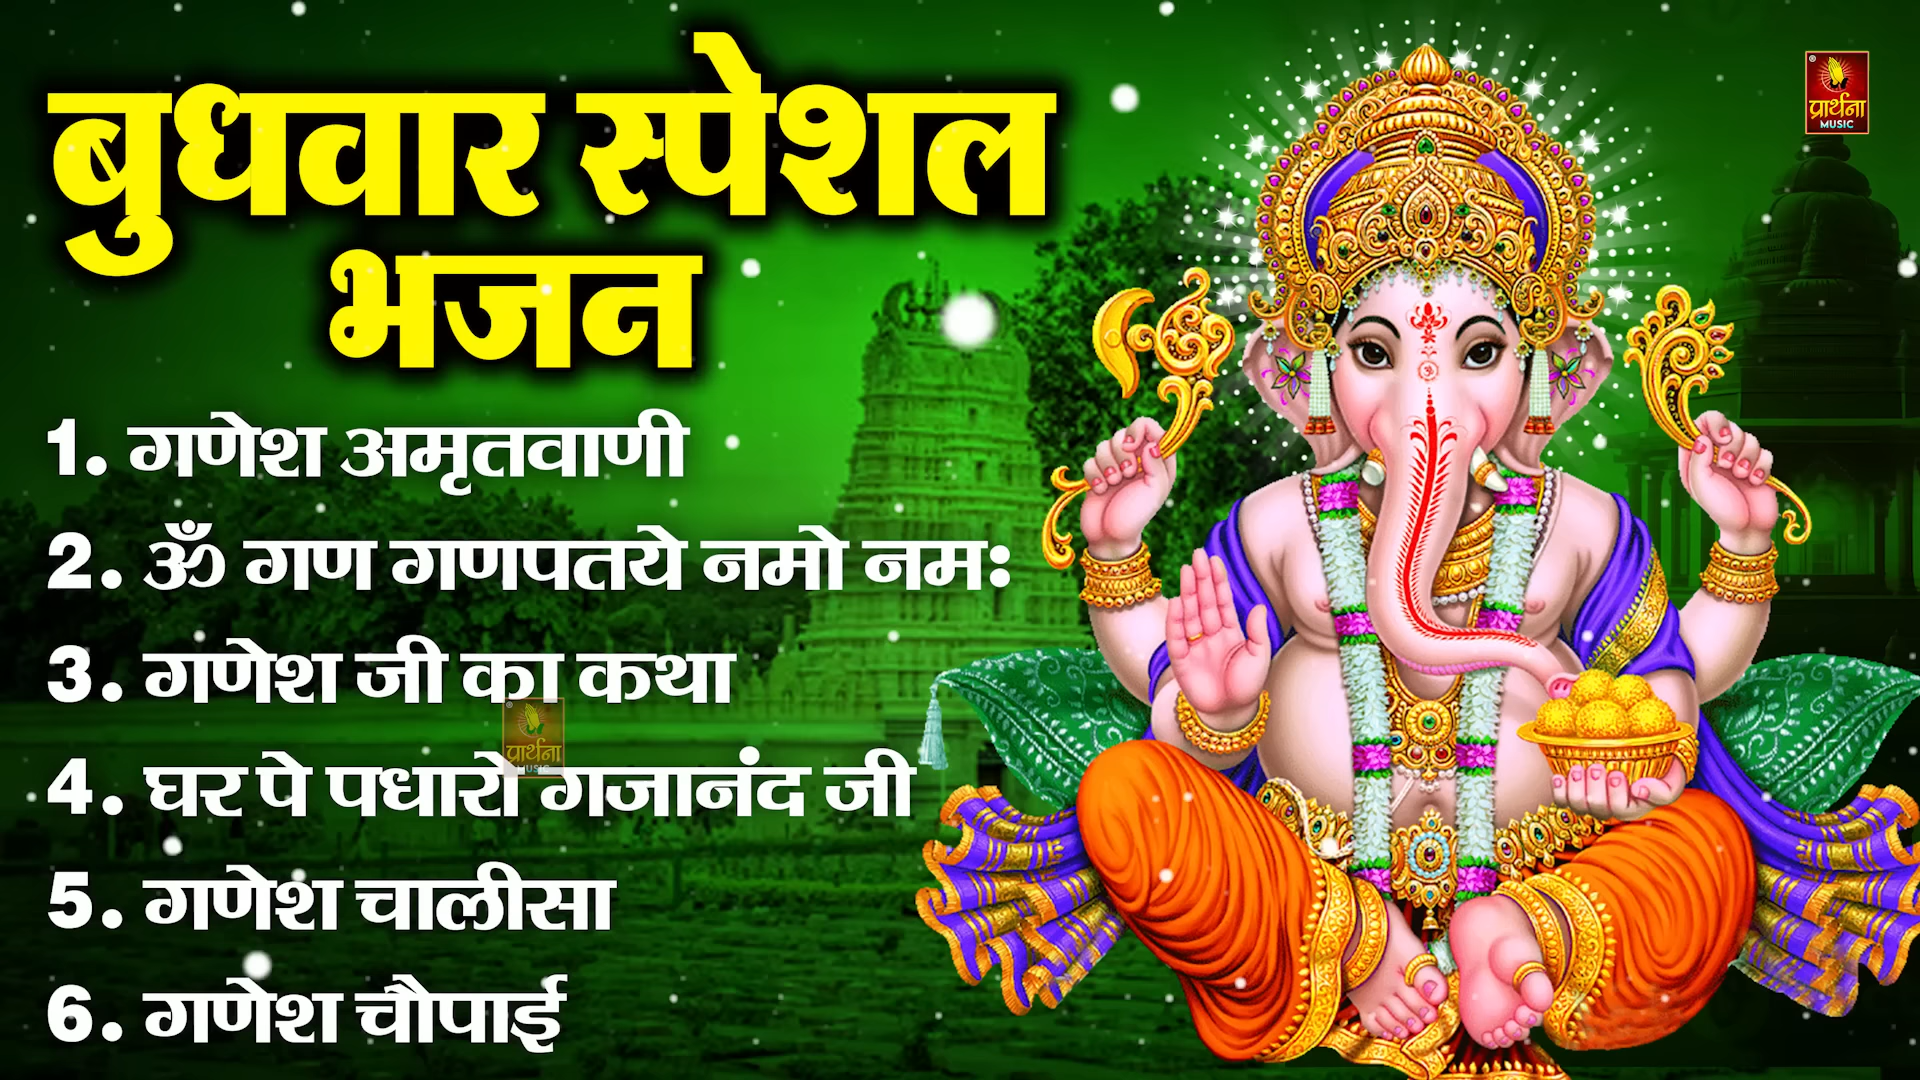 बुधवार स्पेशल
भजन
प्रार्थना
MUSIC
1. गणेश अमृतवाणी
2. ॐ गण गणपतये नमो नमः
3. गणेश जी का कथा
प्रार्थना
MUSIC
4. घर पे पधारो गजानंद जी
5. गणेश चालीसा
6. गणेश चौपाई